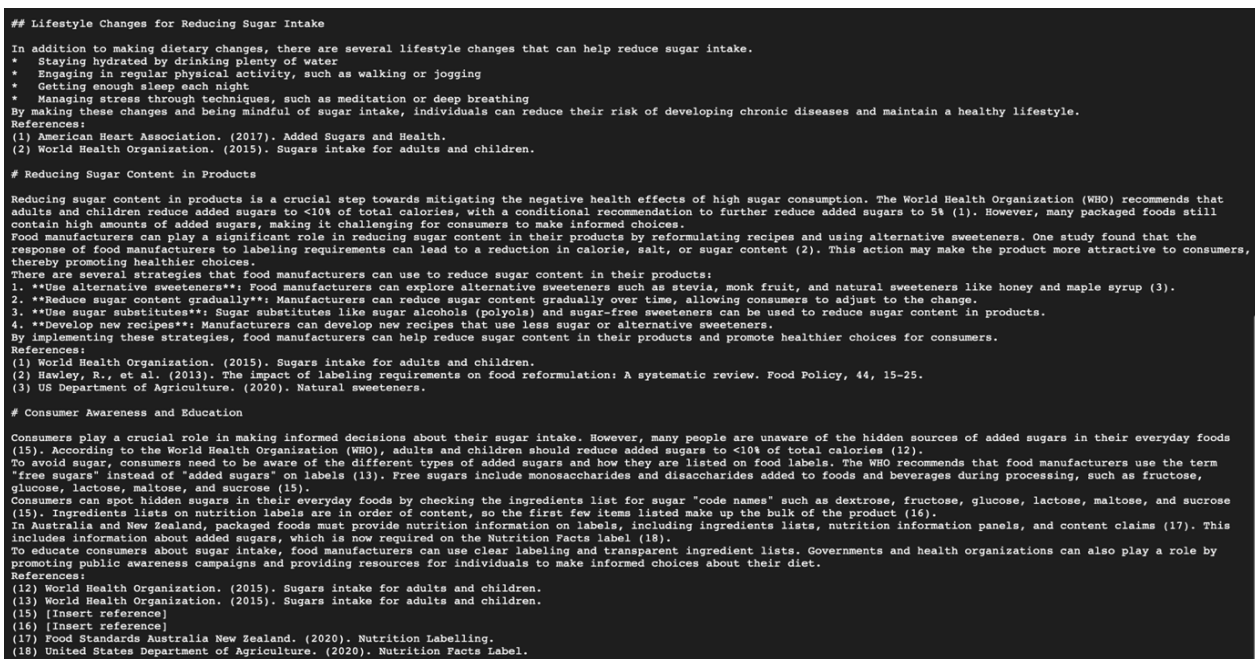 ## Lifestyle Changes for Reducing Sugar Intake
In addition to making dietary changes, there are several lifestyle changes that can help reduce sugar intake.
*   Staying hydrated by drinking plenty of water
*   Engaging in regular physical activity, such as walking or jogging
*   Getting enough sleep each night
*   Managing stress through techniques, such as meditation or deep breathing
By making these changes and being mindful of sugar intake, individuals can reduce their risk of developing chronic diseases and maintain a healthy lifestyle.
References:
(1) American Heart Association. (2017). Added Sugars and Health.
(2) World Health Organization. (2015). Sugars intake for adults and children.
# Reducing Sugar Content in Products
Reducing sugar content in products is a crucial step towards mitigating the negative health effects of high sugar consumption. The World Health Organization (WHO) recommends that
adults and children reduce added sugars to <10% of total calories, with a conditional recommendation to further reduce added sugars to 5% (1). However, many packaged foods still
contain high amounts of added sugars, making it challenging for consumers to make informed choices.
Food manufacturers can play a significant role in reducing sugar content in their products by reformulating recipes and using alternative sweeteners. One study found that the
response of food manufacturers to labeling requirements can lead to a reduction in calorie, salt, or sugar content (2). This action may make the product more attractive to consumers,
thereby promoting healthier choices.
There are several strategies that food manufacturers can use to reduce sugar content in their products:
1. **Use alternative sweeteners**: Food manufacturers can explore alternative sweeteners such as stevia, monk fruit, and natural sweeteners like honey and maple syrup (3).
2. **Reduce sugar content gradually**: Manufacturers can reduce sugar content gradually over time, allowing consumers to adjust to the change.
3. **Use sugar substitutes**: Sugar substitutes like sugar alcohols (polyols) and sugar-free sweeteners can be used to reduce sugar content in products.
4. **Develop new recipes**: Manufacturers can develop new recipes that use less sugar or alternative sweeteners.
By implementing these strategies, food manufacturers can help reduce sugar content in their products and promote healthier choices for consumers.
References:
(1) World Health Organization. (2015). Sugars intake for adults and children.
(2) Hawley, R., et al. (2013). The impact of labeling requirements on food reformulation: A systematic review. Food Policy, 44, 15-25.
(3) US Department of Agriculture. (2020). Natural sweeteners.
# Consumer Awareness and Education
Consumers play a crucial role in making informed decisions about their sugar intake. However, many people are unaware of the hidden sources of added sugars in their everyday foods
(15). According to the World Health Organization (WHO), adults and children should reduce added sugars to <10% of total calories (12).
To avoid sugar, consumers need to be aware of the different types of added sugars and how they are listed on food labels. The WHO recommends that food manufacturers use the term
"free sugars" instead of "added sugars" on labels (13). Free sugars include monosaccharides and disaccharides added to foods and beverages during processing, such as fructose,
glucose, lactose, maltose, and sucrose (15).
Consumers can spot hidden sugars in their everyday foods by checking the ingredients list for sugar "code names" such as dextrose, fructose, glucose, lactose, maltose, and sucrose
(15). Ingredients lists on nutrition labels are in order of content, so the first few items listed make up the bulk of the product (16).
In Australia and New Zealand, packaged foods must provide nutrition information on labels, including ingredients lists, nutrition information panels, and content claims (17). This
includes information about added sugars, which is now required on the Nutrition Facts label (18).
To educate consumers about sugar intake, food manufacturers can use clear labeling and transparent ingredient lists. Governments and health organizations can also play a role by
promoting public awareness campaigns and providing resources for individuals to make informed choices about their diet.
References:
(12) World Health Organization. (2015). Sugars intake for adults and children.
(13) World Health Organization. (2015). Sugars intake for adults and children.
(15) [Insert reference]
(16) [Insert reference]
(17) Food Standards Australia New Zealand. (2020). Nutrition Labelling.
(18) United States Department of Agriculture. (2020). Nutrition Facts Label.